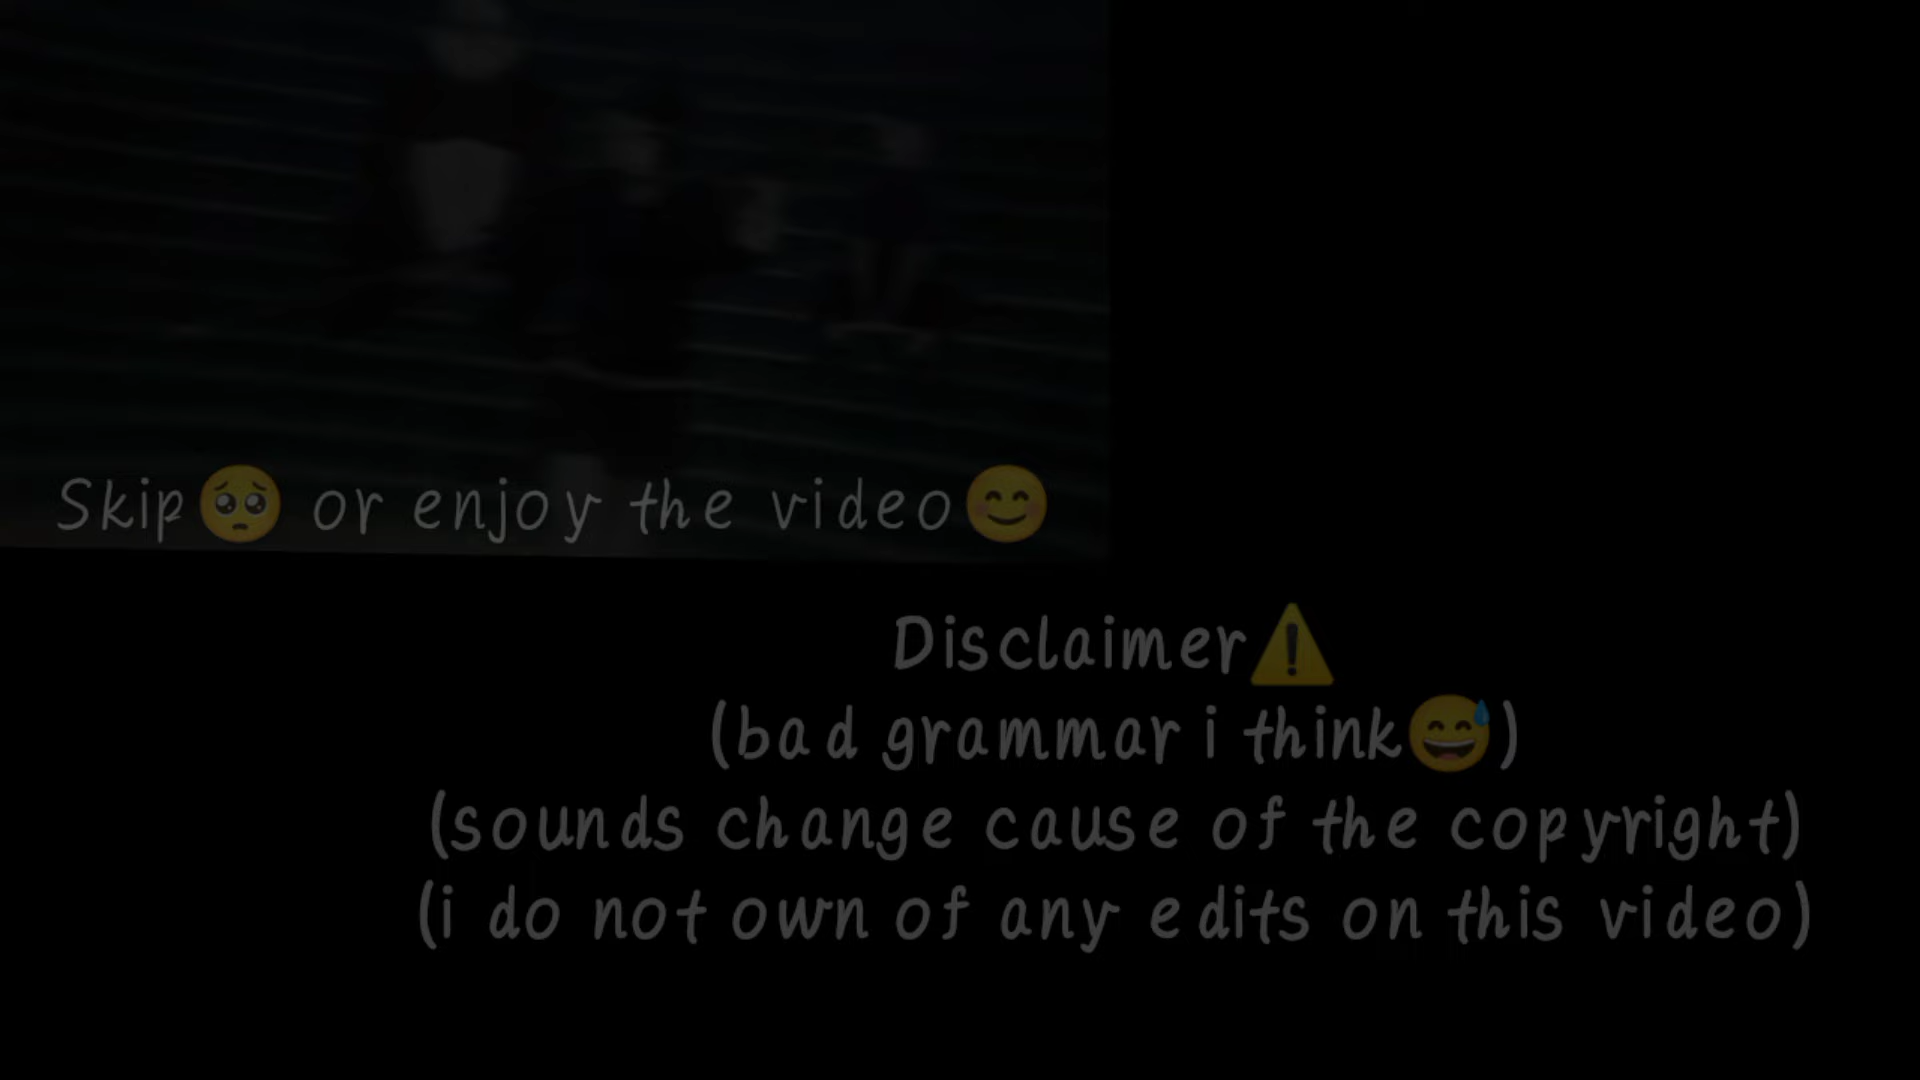 Skip🥺 or enjoy the video😊
Disclaimer⚠️
(bad grammar i think😅)
(sounds change cause of the copyright)
(i do not own of any edits on this video)